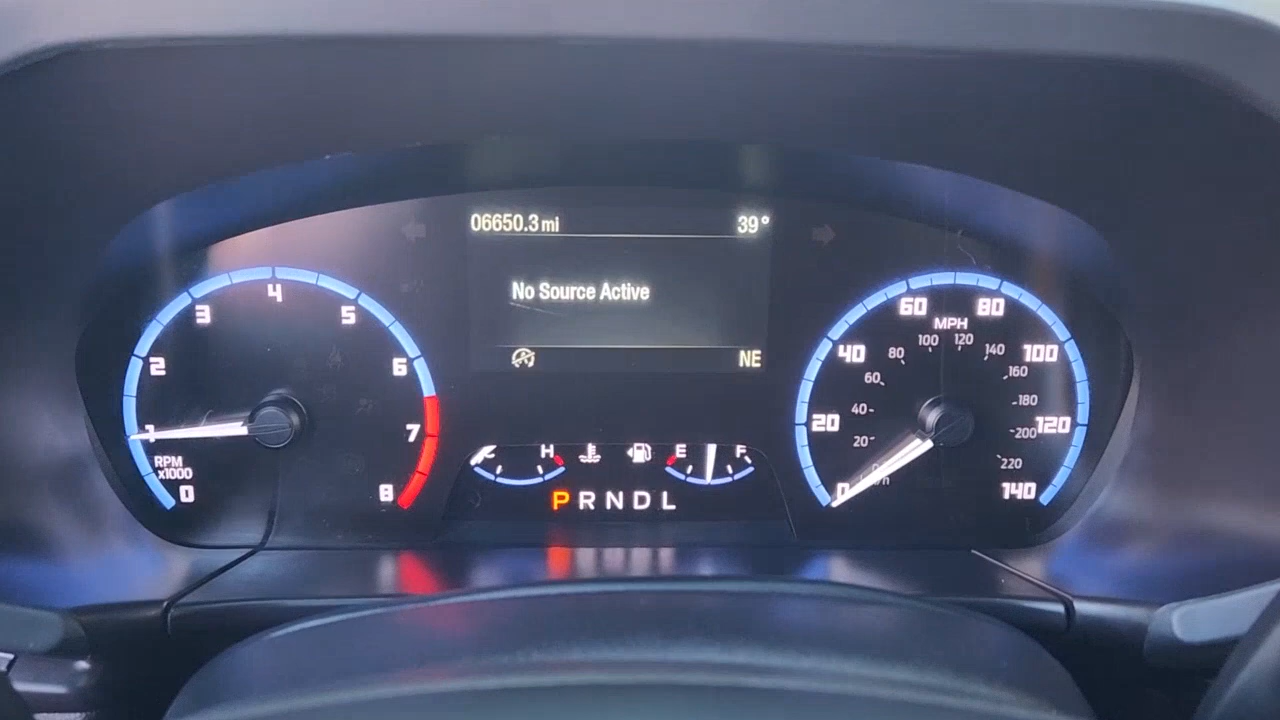 06650.3 mi 39°
No Source Active
NE
0 1 2 3 4 5 6 7 8
RPM
x1000
0 20 40 60 80 100 120 140
MPH
20 40 60 80 100 120 140 160 180 200 220
C H
E F
P R N D L